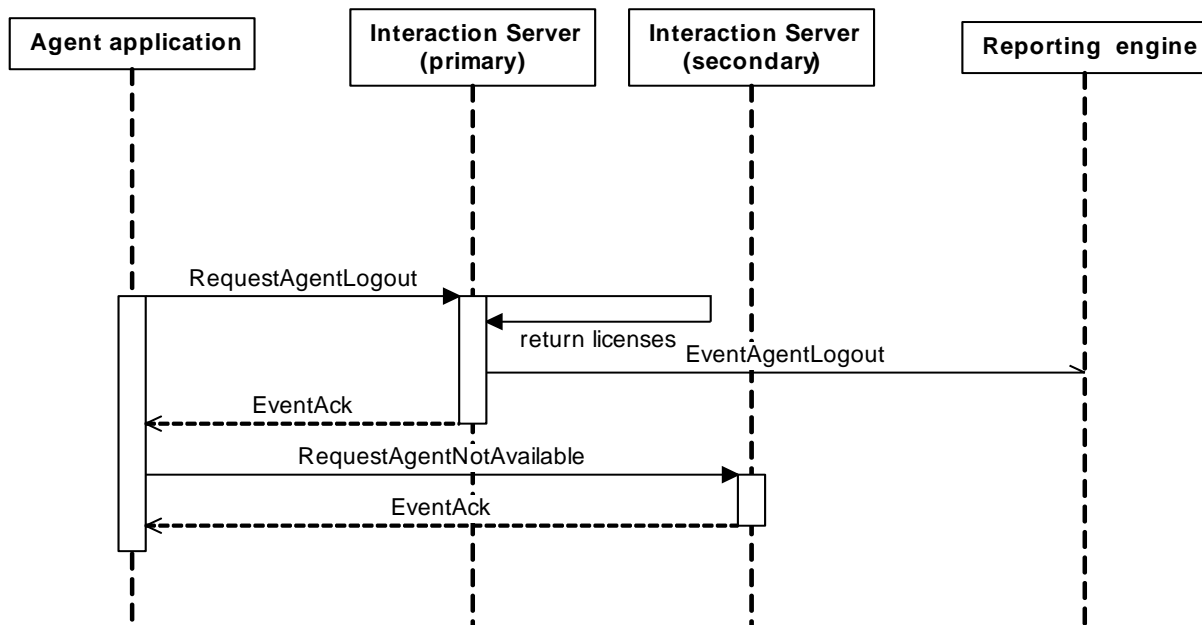 Agent application
Interaction Server
(primary)
Interaction Server
(secondary)
Reporting engine
RequestAgentLogout
return licenses
EventAgentLogout
EventAck
RequestAgentNotAvailable
EventAck